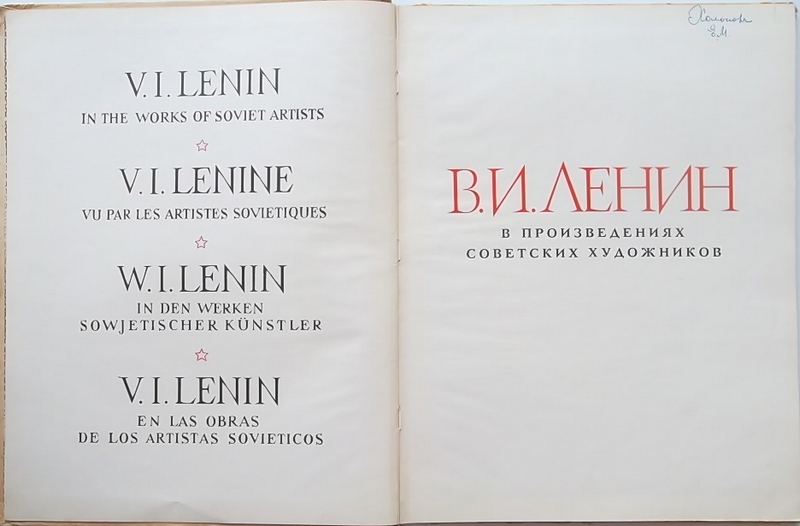 V. I. LENIN
IN THE WORKS OF SOVIET ARTISTS
V. I. LENINE
VU PAR LES ARTISTES SOVIETIQUES
W. I. LENIN
IN DEN WERKEN
SOWJETISCHER KÜNSTLER
V. I. LENIN
EN LAS OBRAS
DE LOS ARTISTAS SOVIETICOS
В. И. ЛЕНИН
В ПРОИЗВЕДЕНИЯХ
СОВЕТСКИХ ХУДОЖНИКОВ